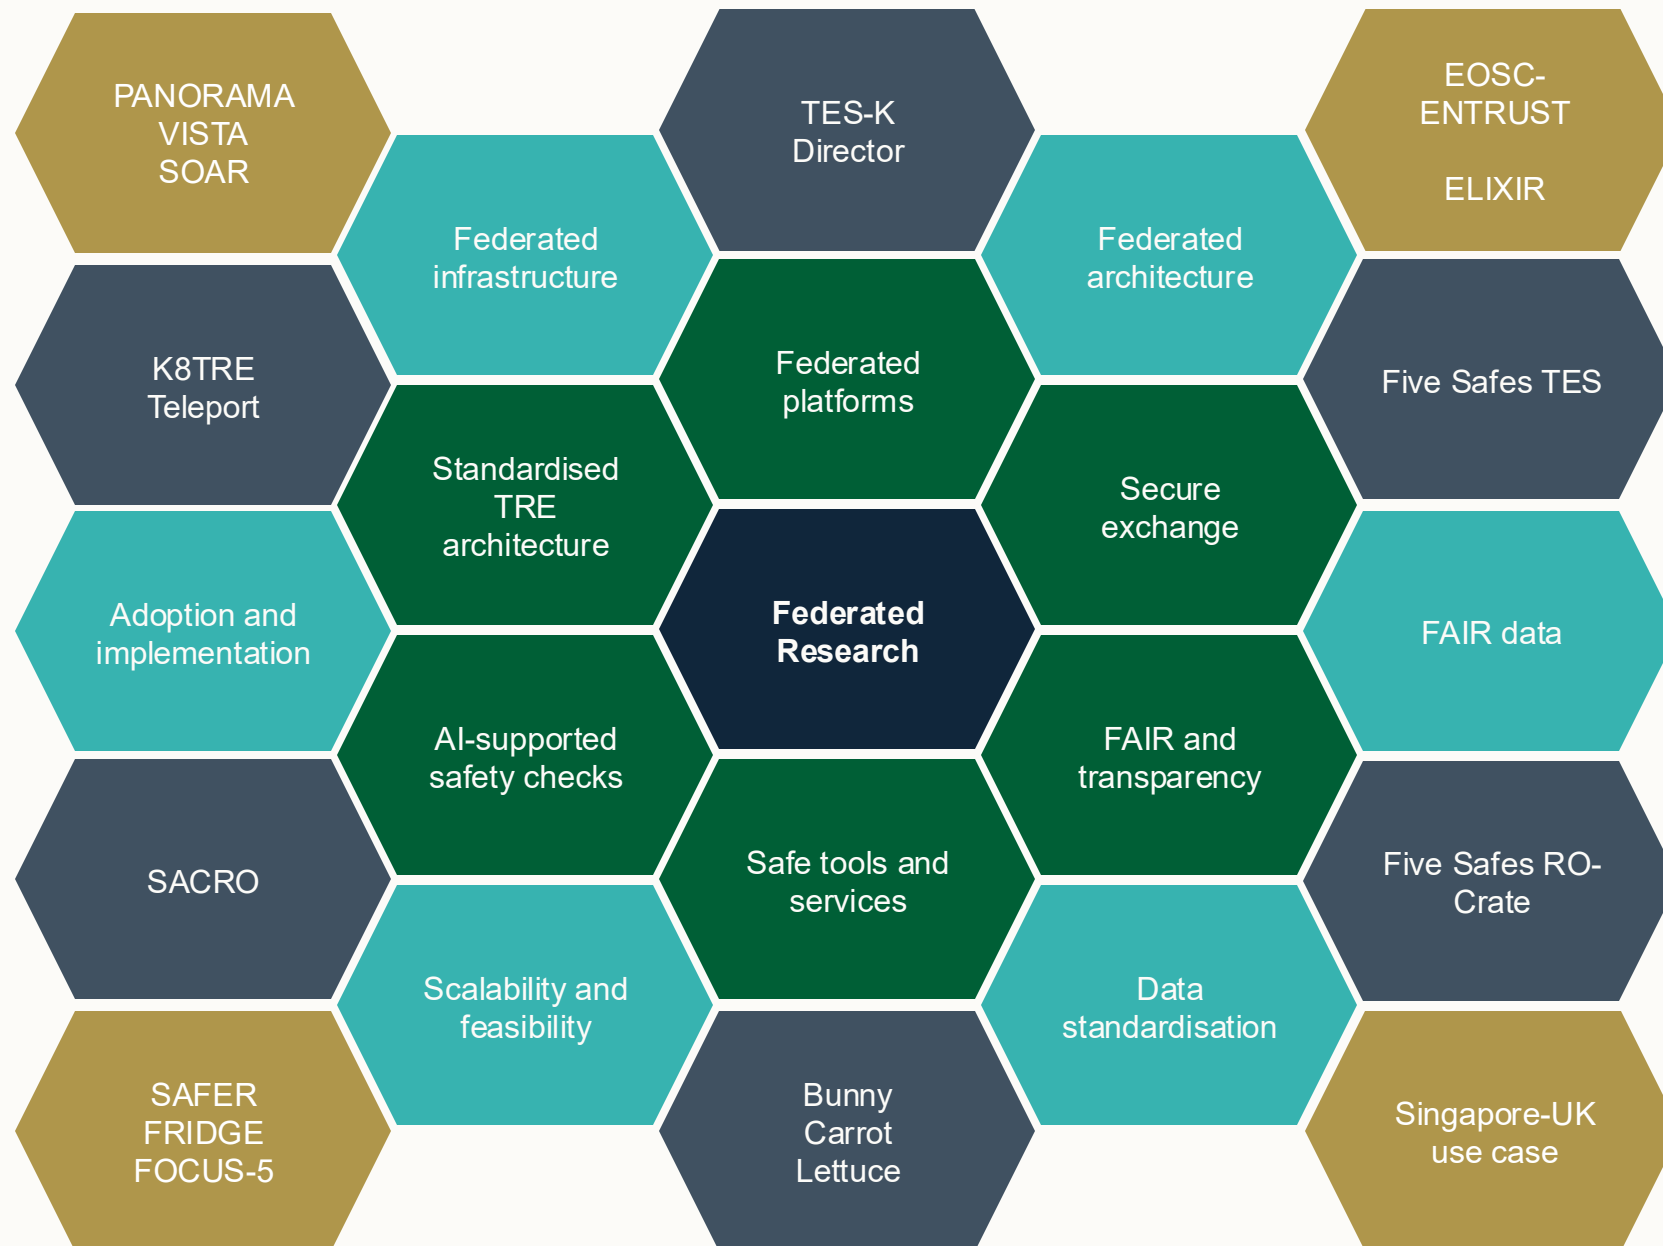 PANORAMA
VISTA
SOAR
TES-K
Director
EOSC-
ENTRUST
ELIXIR
Federated
infrastructure
Federated
architecture
K8TRE
Teleport
Federated
platforms
Five Safes TES
Standardised
TRE
architecture
Secure
exchange
Adoption and
implementation
Federated
Research
FAIR data
AI-supported
safety checks
FAIR and
transparency
SACRO
Safe tools and
services
Five Safes RO-
Crate
Scalability and
feasibility
Data
standardisation
SAFER
FRIDGE
FOCUS-5
Bunny
Carrot
Lettuce
Singapore-UK
use case